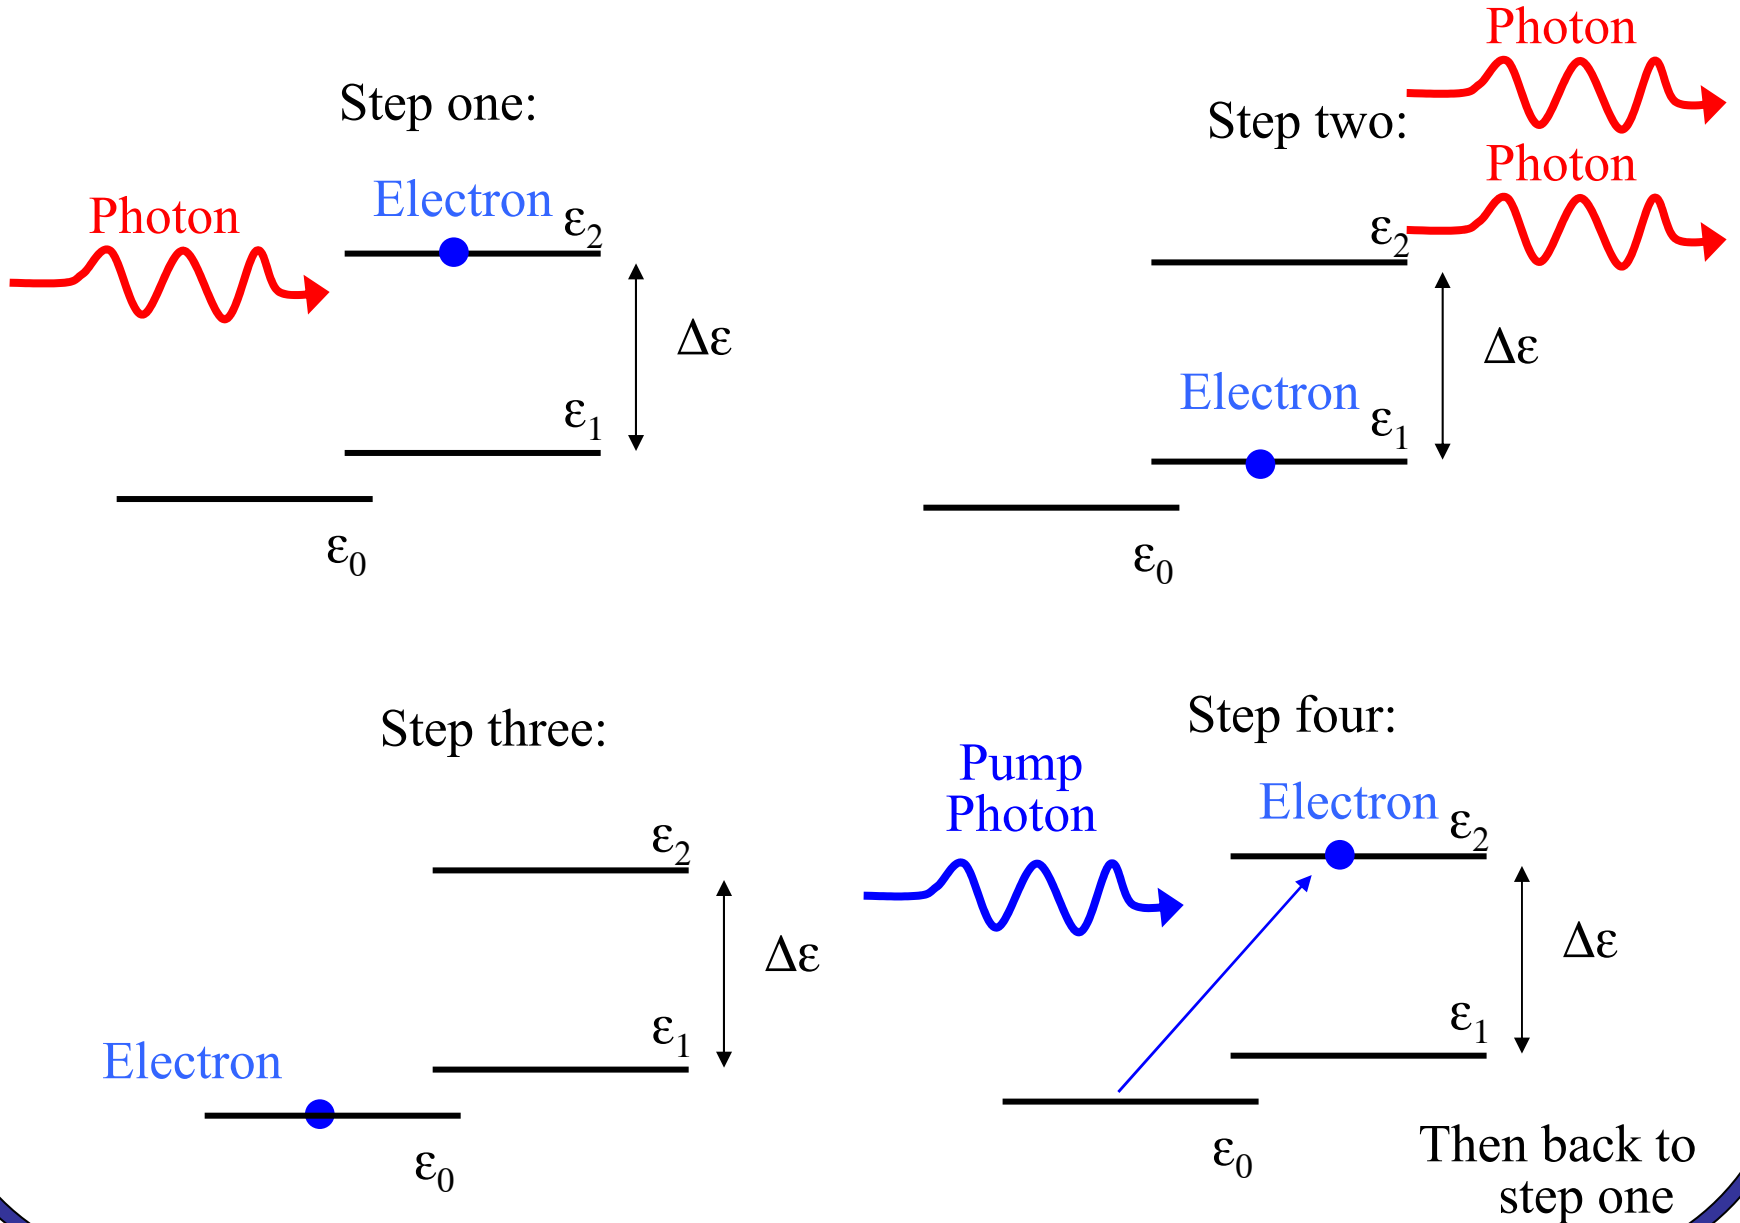 Step one:
Photon
Electron
ε2
Δε
ε1
ε0
Step two:
Photon
Photon
ε2
Δε
Electron
ε1
ε0
Step three:
ε2
Δε
ε1
Electron
ε0
Step four:
Pump
Photon
Electron
ε2
Δε
ε1
ε0
Then back to
step one